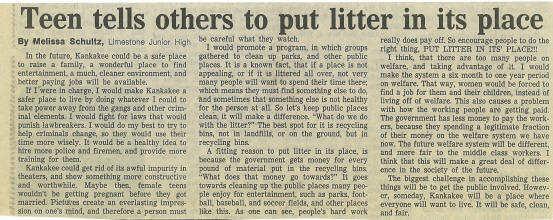 Teen tells others to put litter in its place
By Melissa Schultz, Limestone Junior High
In the future, Kankakee could be a safe place
to raise a family, a wonderful place to find
entertainment, a much, cleaner environment, and
better paying jobs will be available.
If I were in charge, I would make Kankakee a
safer place to live by doing whatever I could to
take power away from the gangs and other crim-
inal elements. I would fight for laws that would
punish lawbreakers. I would do my best to try to
help criminals change, so they would use their
time more wisely. It would be a healthy idea to
hire more police and firemen, and provide more
training for them.
Kankakee could get rid of its awful impurity in
theaters, and show something more constructive
and worthwhile. Maybe then, female teens
wouldn't be getting pregnant before they got
married. Pictures create an everlasting impres-
sion on one's mind, and therefore a person must
be careful what they watch.
I would promote a program, in which groups
gathered to clean up parks, and other public
places. It is a known fact, that if a place is not
appealing, or if it is littered all over, not very
many people will want to spend their time there;
which means they must find something else to do,
and sometimes that something else is not healthy
for the person at all. So let's keep public places
clean, it will make a difference. "What do we do
with the litter?" The best spot for it is recycling
bins, not in landfills, or on the ground, but in
recycling bins.
A fitting reason to put litter in its place, is
because the government gets money for every
pound of material put in the recycling bins.
"What does that money go towards?" It goes
towards cleaning up the public places many peo-
ple enjoy for entertainment, such as parks, foot-
ball, baseball, and soccer fields, and other places
like this. As one can see, people's hard work
really does pay off. So encourage people to do the
right thing, PUT LITTER IN ITS' PLACE!!!
I think, that there are too many people on
welfare, and taking advantage of it. I would
make the system a six month to one year period
on welfare. That way, women would be forced to
find a job for them and their children, instead of
living off of welfare. This also causes a problem
with how the working people are getting paid.
The government has less money to pay the work-
ers, because they spending a legitimate fraction
of their money on the welfare system we have
now. The future welfare system will be different,
and more fair to the middle class workers. I
think that this will make a great deal of differ-
ence in the society of the future.
The biggest challenge in accomplishing these
things will be to get the public involved. Howev-
er, someday, Kankakee will be a place where
everyone will want to live. It will be safe, clean,
and fair.